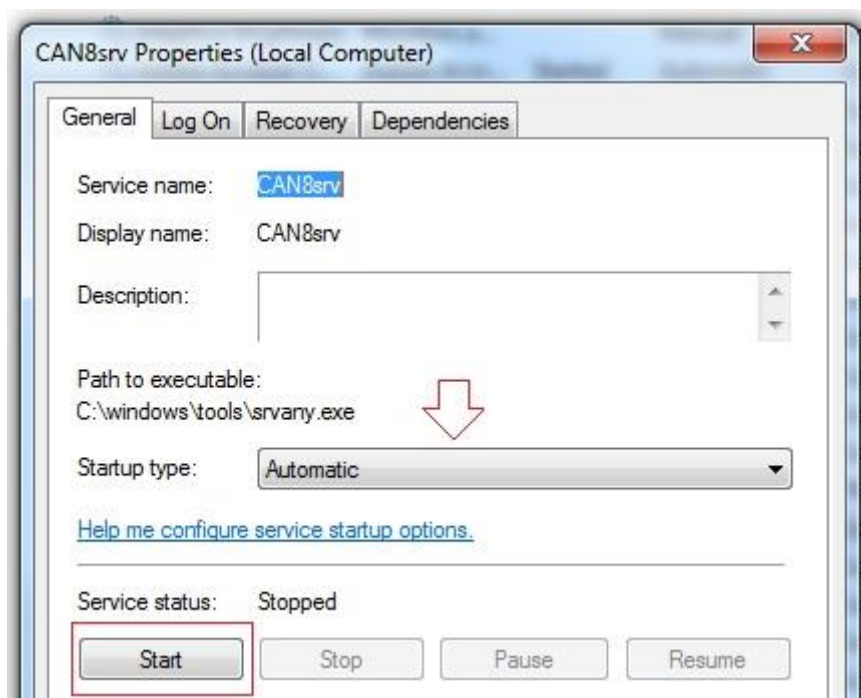 CAN8srv Properties (Local Computer)
General Log On Recovery Dependencies
Service name: CAN8srv
Display name: CAN8srv
Description:
Path to executable:
C:\windows\tools\srvany.exe
Startup type: Automatic
Help me configure service startup options.
Service status: Stopped
Start Stop Pause Resume